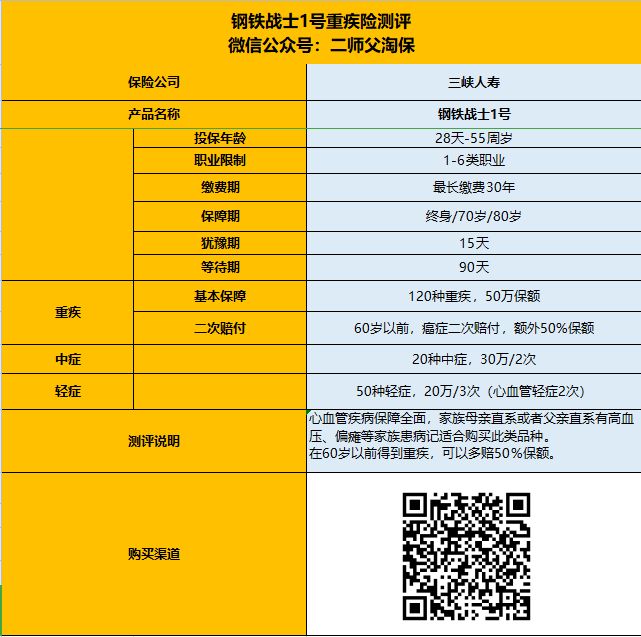 钢铁战士1号重疾险测评
微信公众号：二师父淘保
保险公司 三峡人寿
产品名称 钢铁战士1号
投保年龄 28天-55周岁
职业限制 1-6类职业
缴费期 最长缴费30年
保障期 终身/70岁/80岁
犹豫期 15天
等待期 90天
重疾 基本保障 120种重疾，50万保额
二次赔付 60岁以前，瘤症二次赔付，额外50%保额
中症 20种中症，30万/2次
轻症 50种轻症，20万/3次（心血管轻症2次）
测评说明
心血管疾病保障全面，家族母亲直系或者父亲直系有高血
压、偏瘫等家族患病记适合购买此类品种。
在60岁以前得到重疾，可以多赔50%保额。
购买渠道